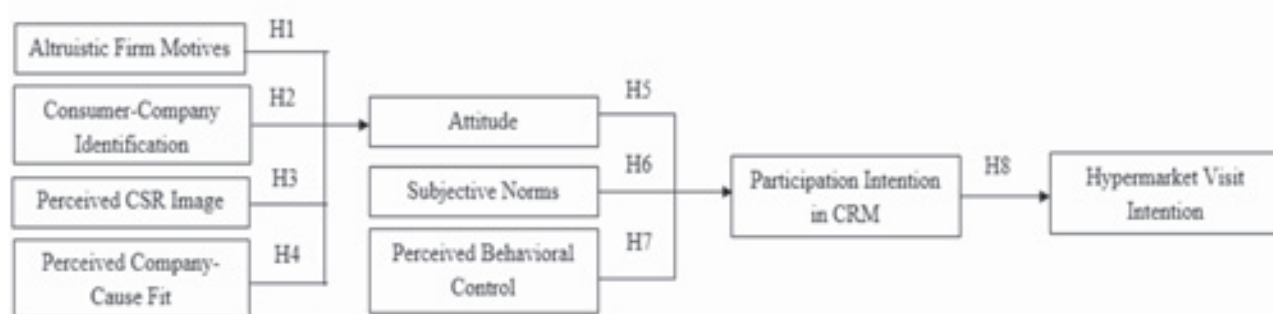 Altruistic Firm Motives
H1
Consumer-Company
Identification
H2
Perceived CSR Image
H3
Perceived Company-
Cause Fit
H4
Attitude
H5
Subjective Norms
H6
Perceived Behavioral
Control
H7
Participation Intention
in CRM
H8
Hypermarket Visit
Intention